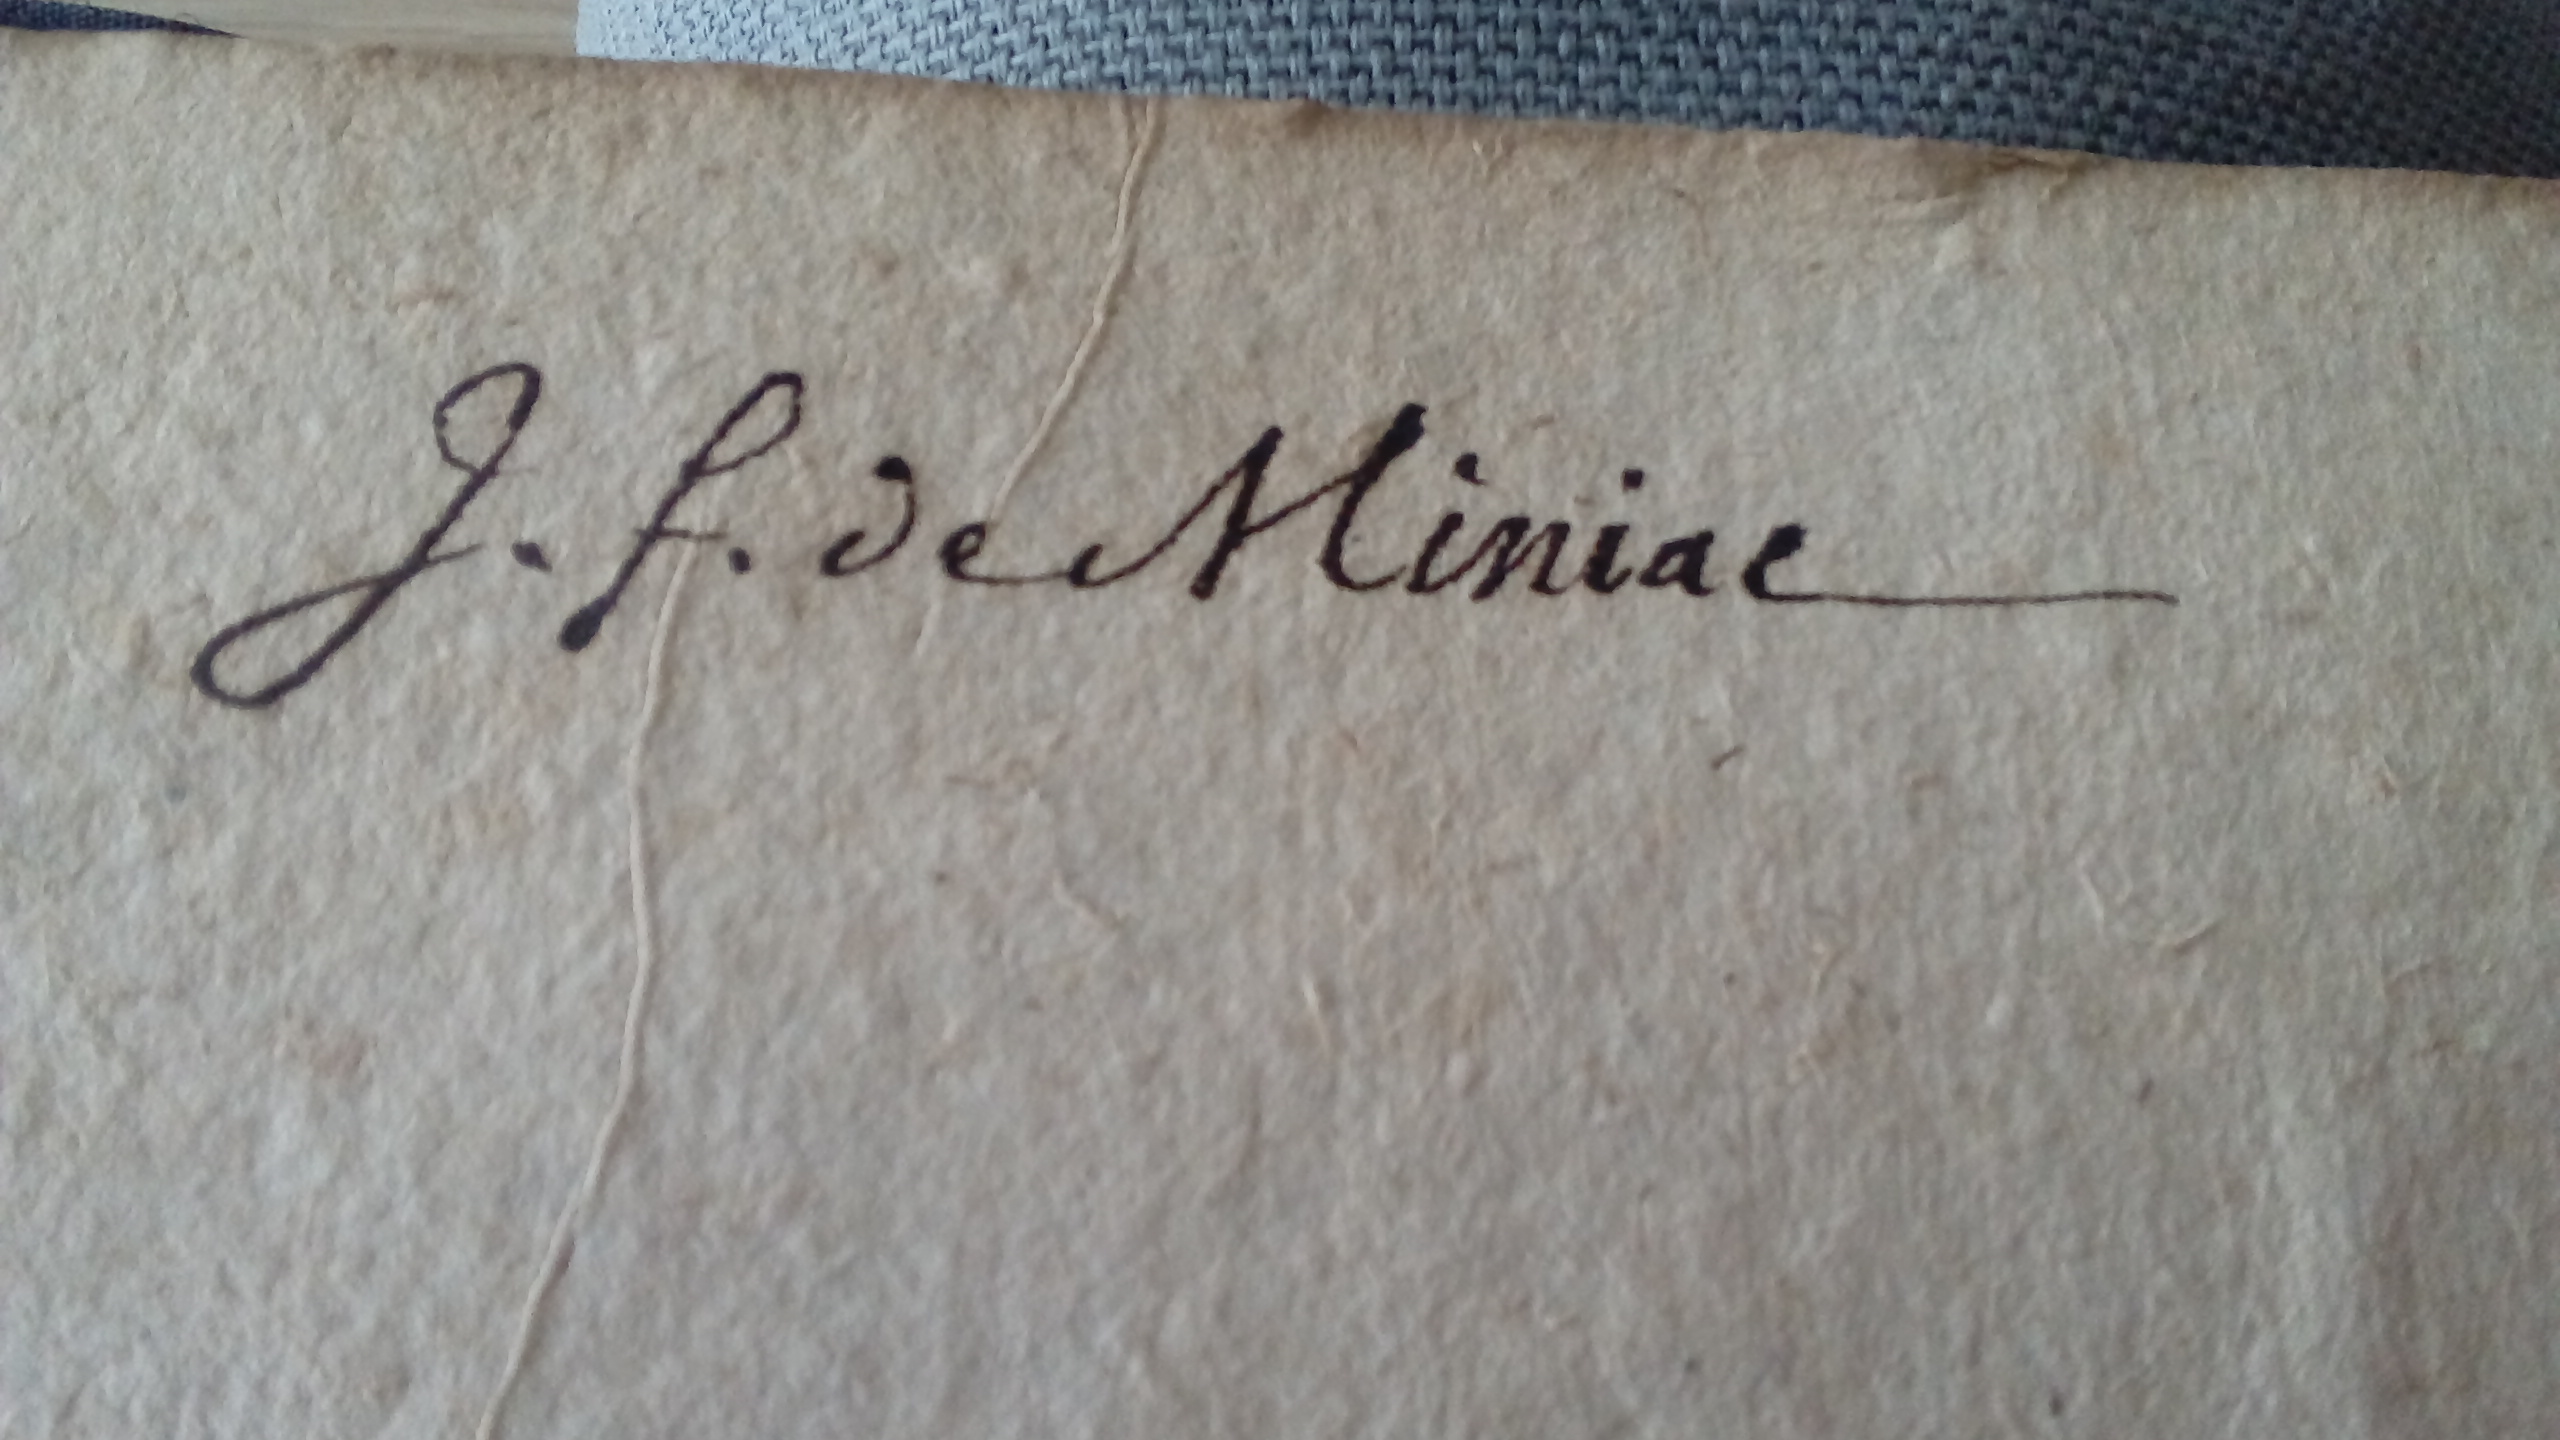 J. f. de Miniac